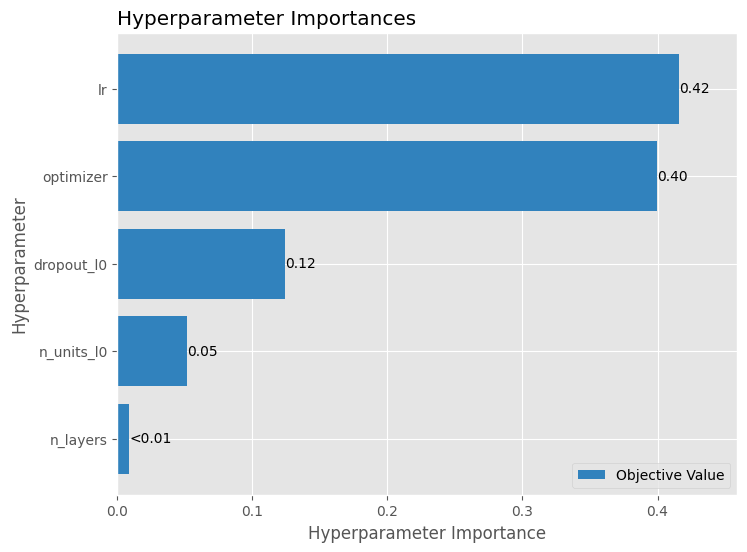 Hyperparameter Importances
Hyperparameter
lr
optimizer
dropout_l0
n_units_l0
n_layers
0.42
0.40
0.12
0.05
<0.01
Objective Value
0.0
0.1
0.2
0.3
0.4
Hyperparameter Importance